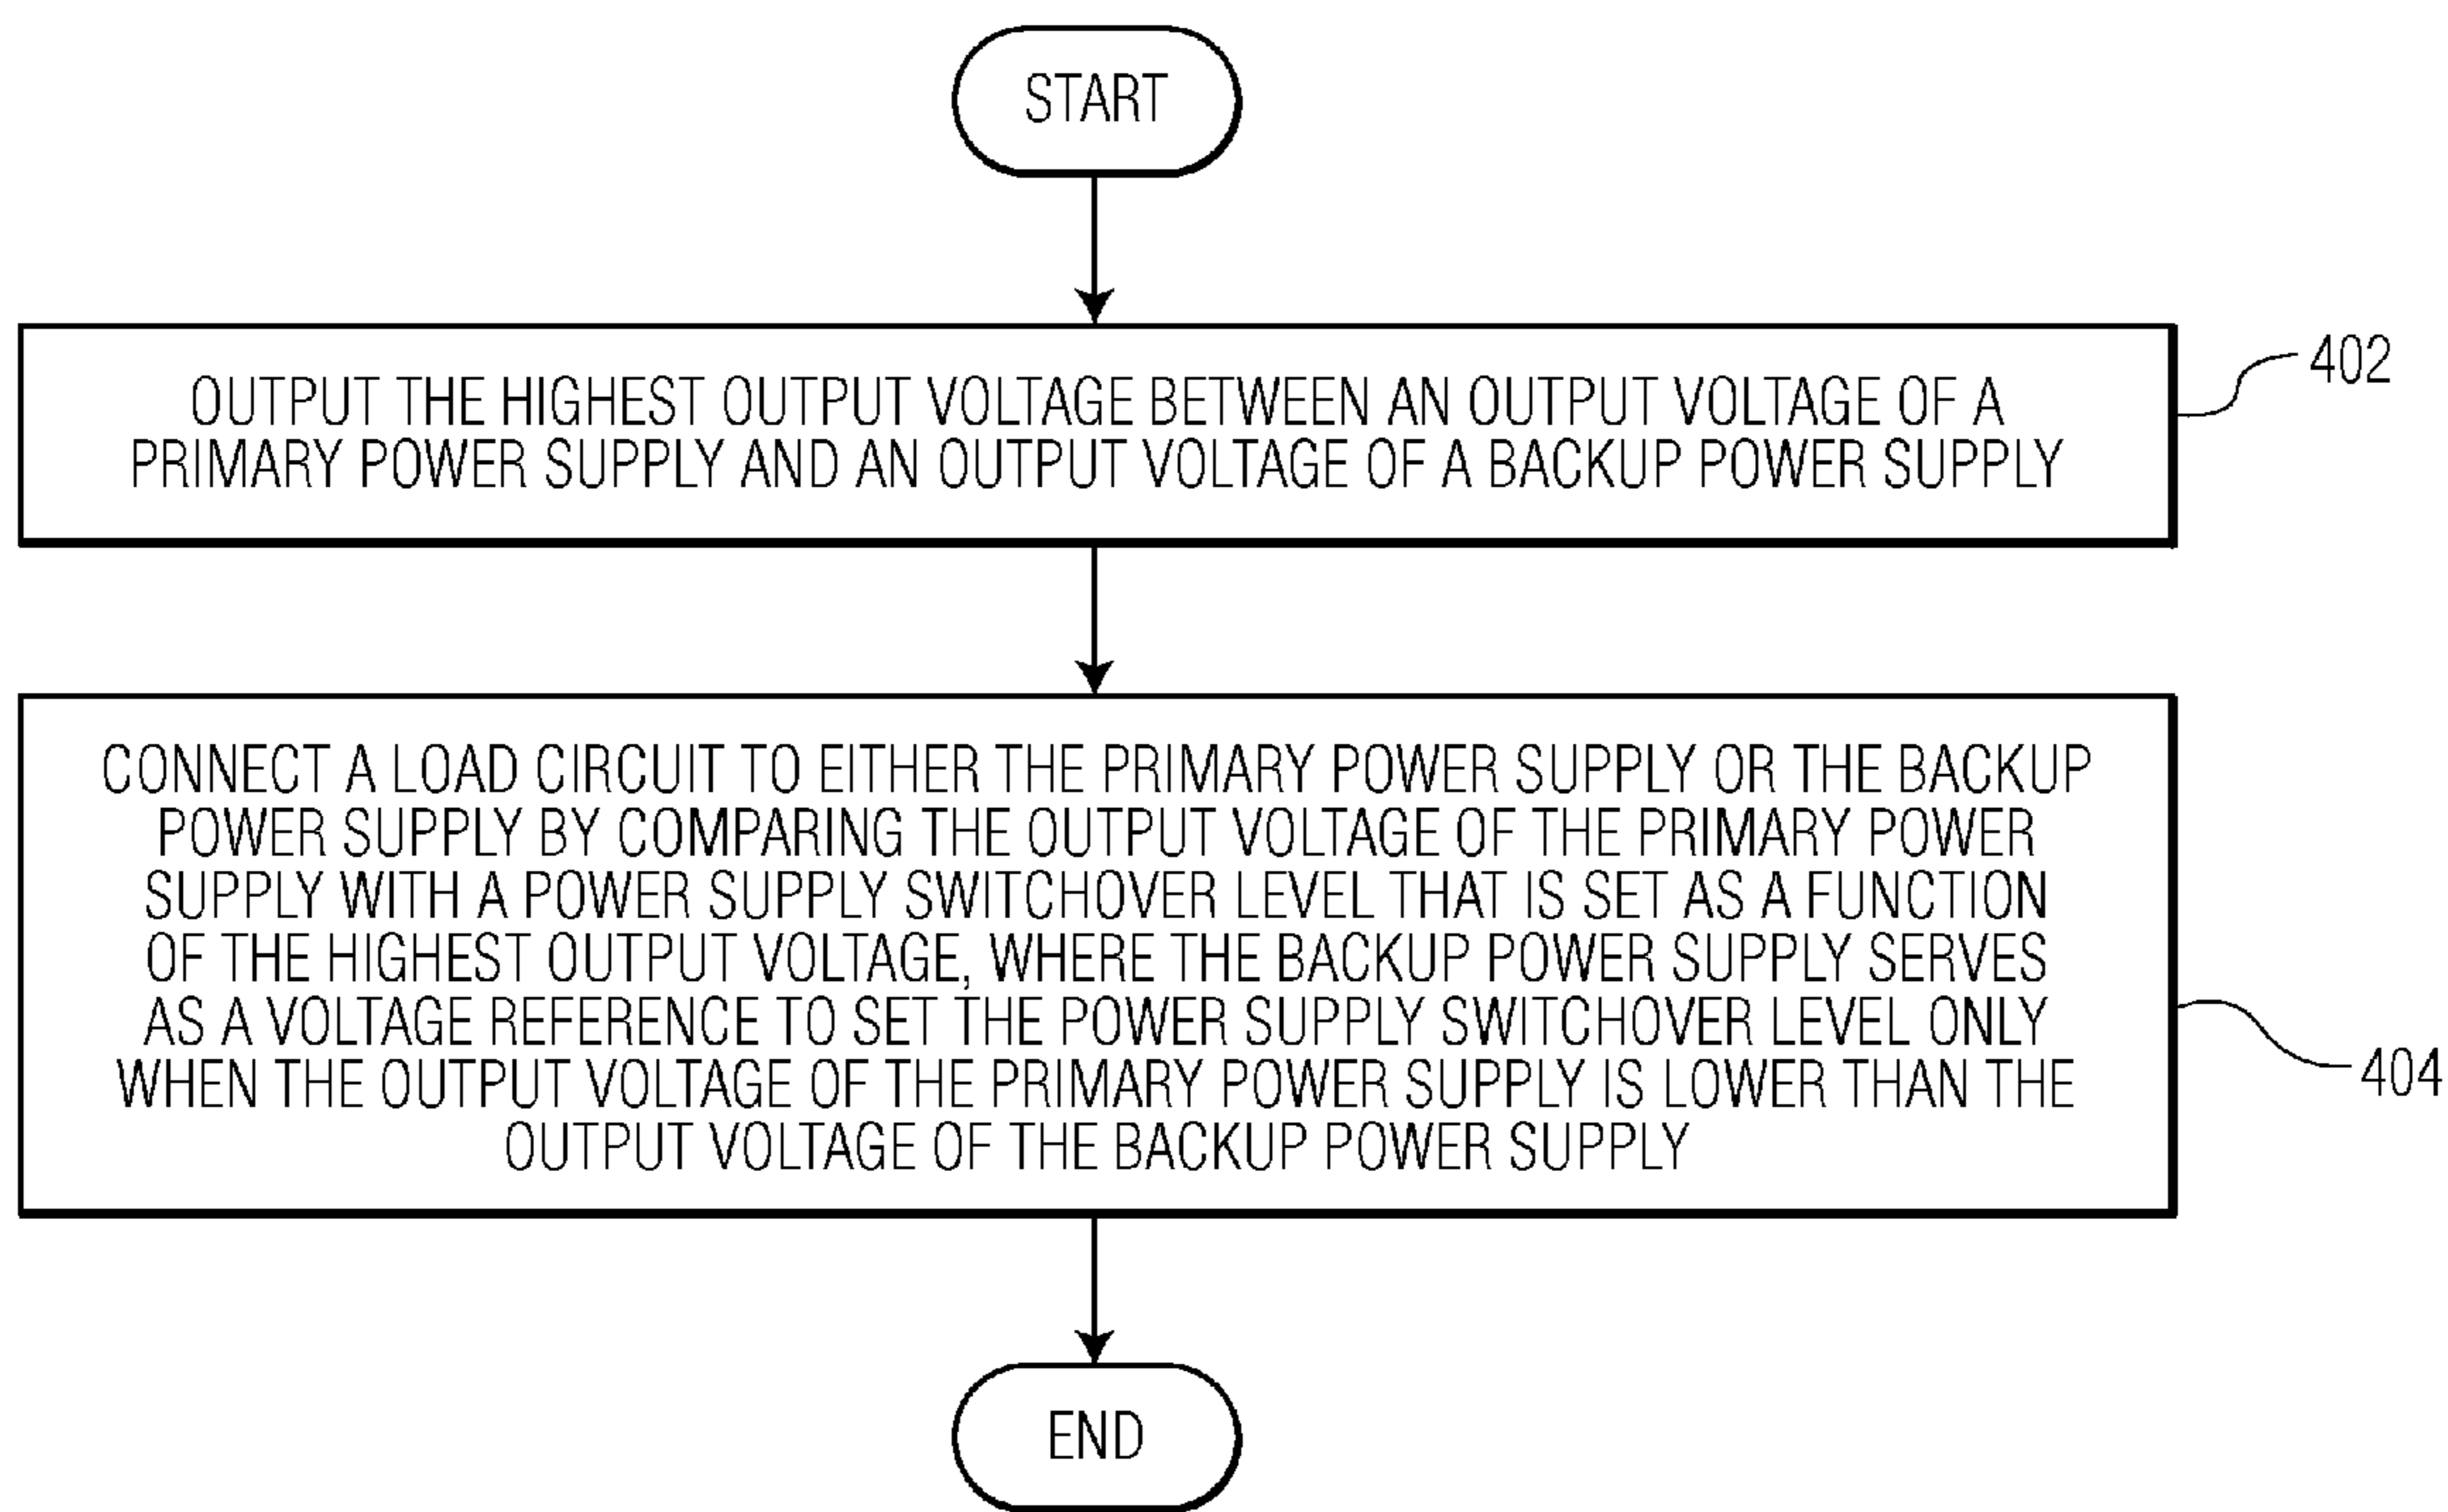 START
OUTPUT THE HIGHEST OUTPUT VOLTAGE BETWEEN AN OUTPUT VOLTAGE OF A
PRIMARY POWER SUPPLY AND AN OUTPUT VOLTAGE OF A BACKUP POWER SUPPLY
402
CONNECT A LOAD CIRCUIT TO EITHER THE PRIMARY POWER SUPPLY OR THE BACKUP
POWER SUPPLY BY COMPARING THE OUTPUT VOLTAGE OF THE PRIMARY POWER
SUPPLY WITH A POWER SUPPLY SWITCHOVER LEVEL THAT IS SET AS A FUNCTION
OF THE HIGHEST OUTPUT VOLTAGE, WHERE THE BACKUP POWER SUPPLY SERVES
AS A VOLTAGE REFERENCE TO SET THE POWER SUPPLY SWITCHOVER LEVEL ONLY
WHEN THE OUTPUT VOLTAGE OF THE PRIMARY POWER SUPPLY IS LOWER THAN THE
OUTPUT VOLTAGE OF THE BACKUP POWER SUPPLY
404
END